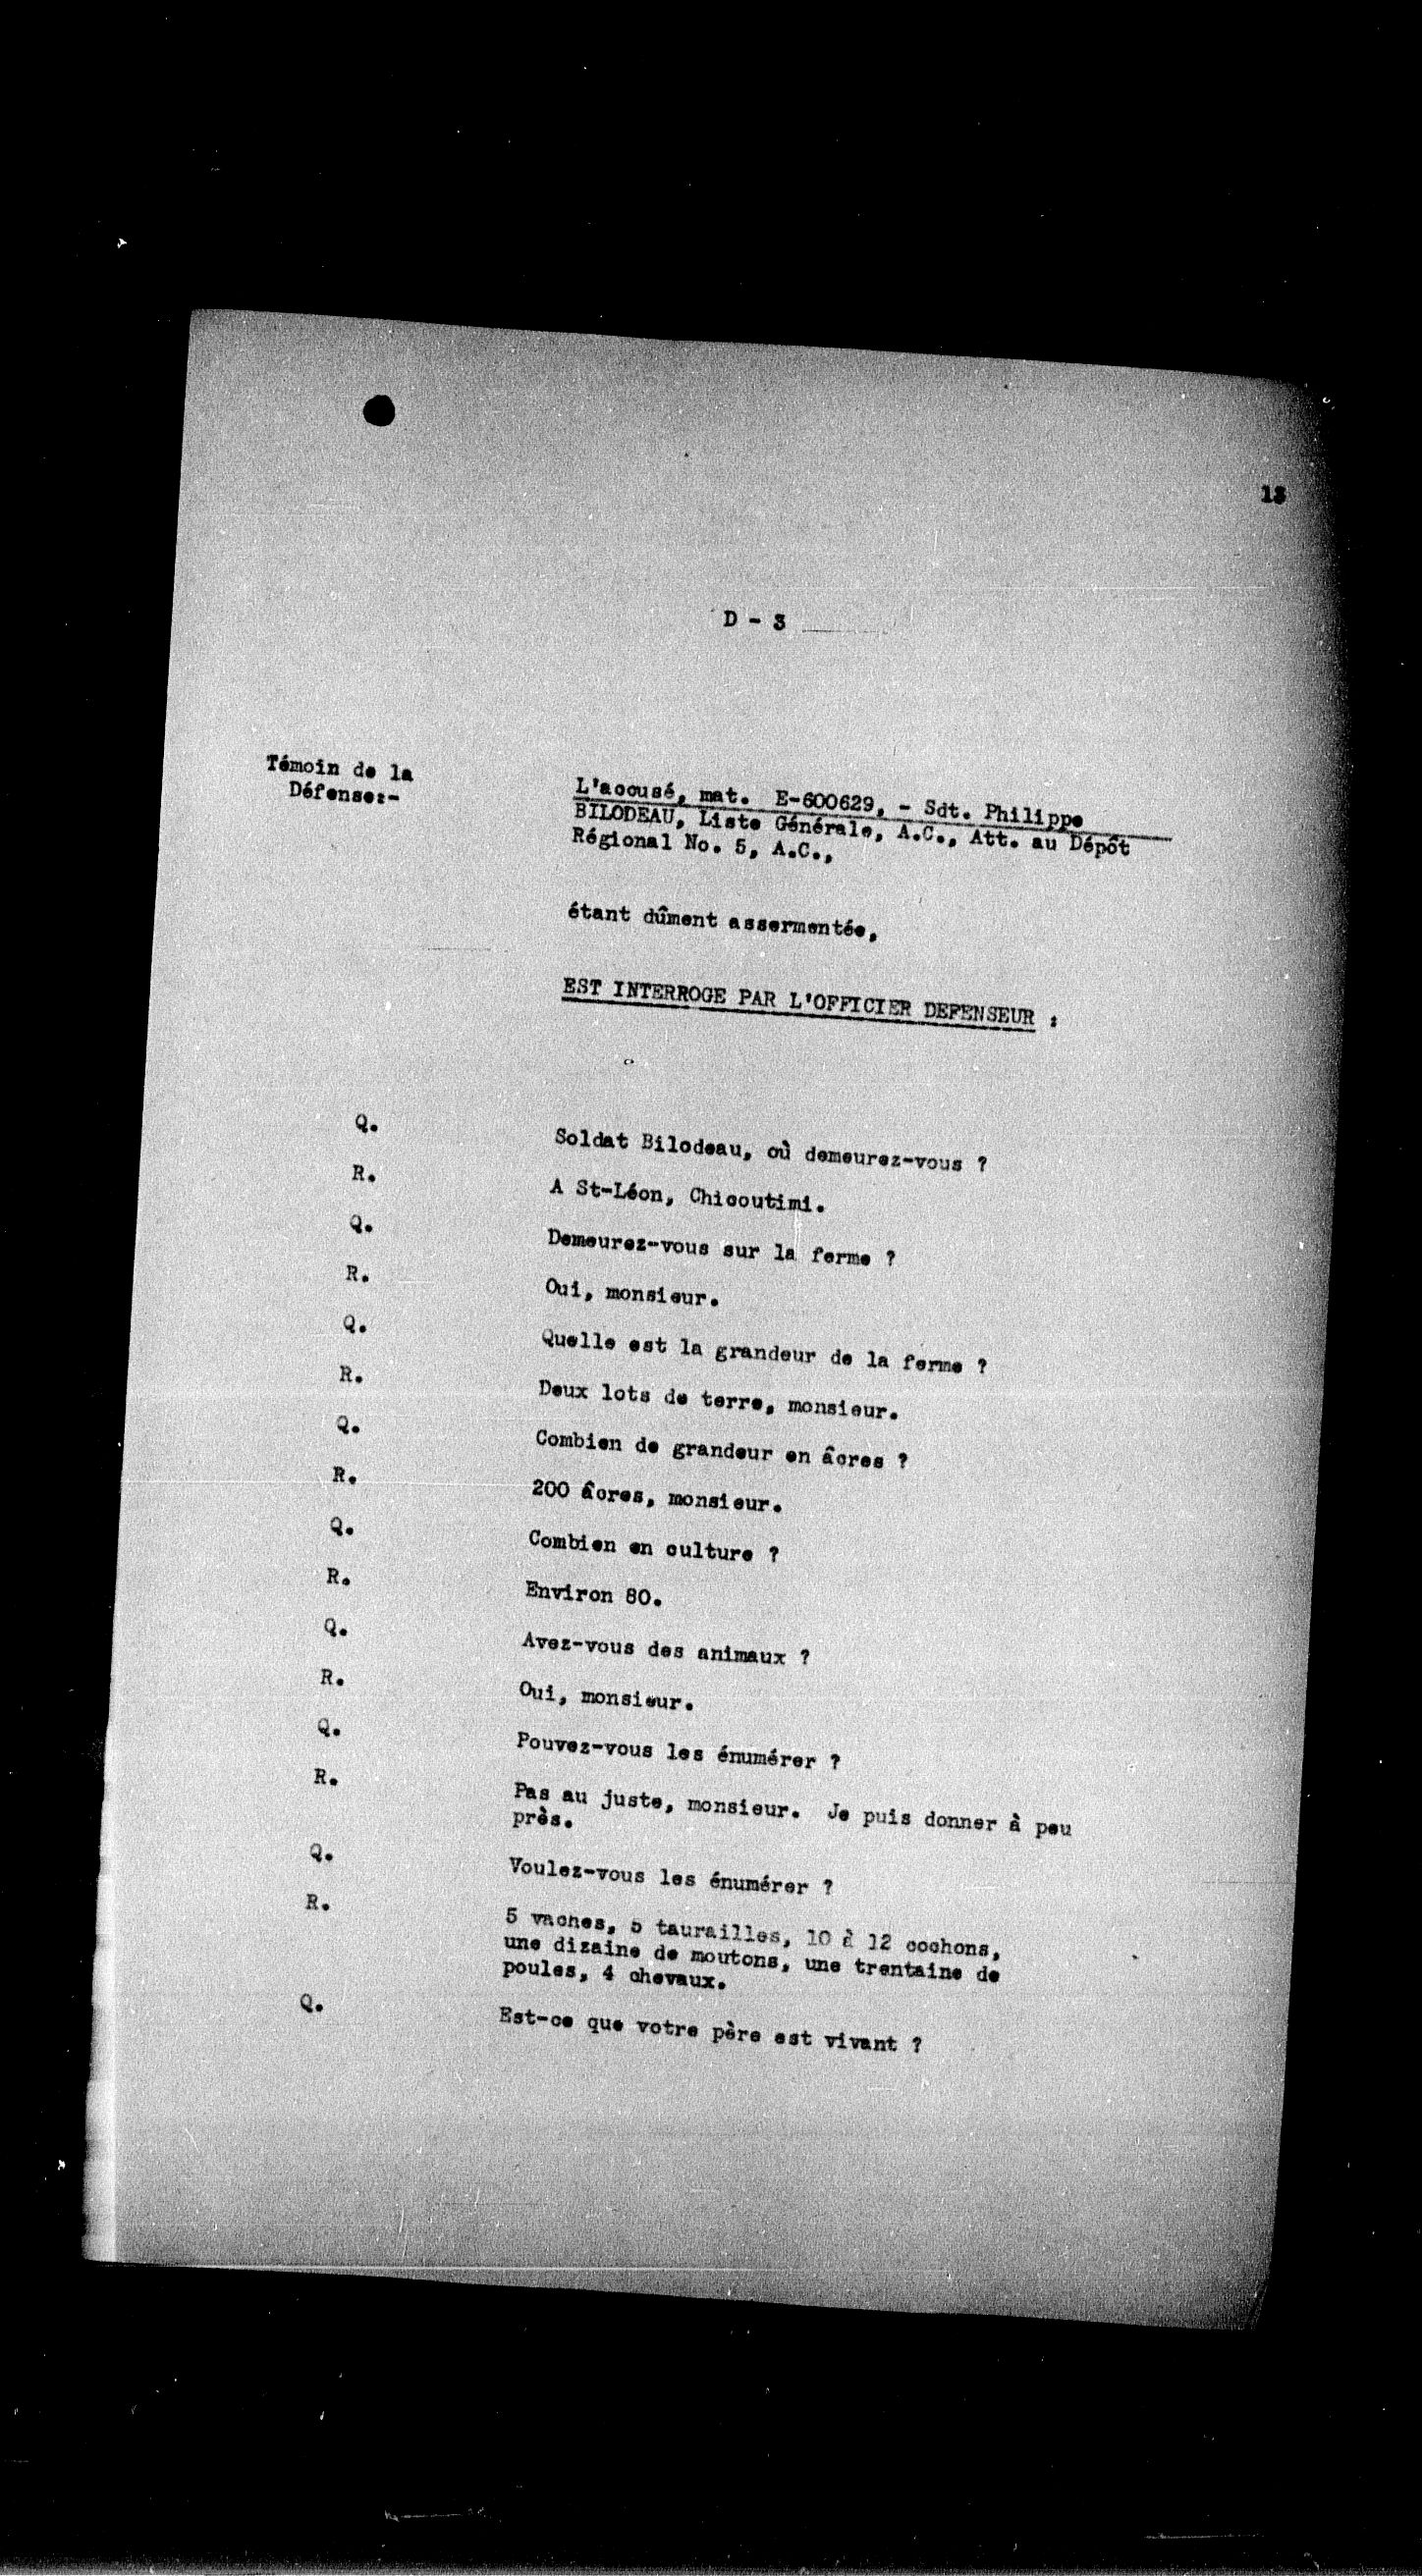 13
D - 3
Témoin de la
Défense:-
L'accusé, mat. E-600629, - Sdt. Philippe
BILODEAU, Liste Générale, A.C., Att. au Dépôt
Régional No. 5, A.C.,
étant dûment assermentée,
EST INTERROGE PAR L'OFFICIER DEFENSEUR :
Q. Soldat Bilodeau, où demeurez-vous ?
R. A St-Léon, Chicoutimi.
Q. Demeurez-vous sur la ferme ?
R. Oui, monsieur.
Q. Quelle est la grandeur de la ferme ?
R. Deux lots de terre, monsieur.
Q. Combien de grandeur en âcres ?
R. 200 âcres, monsieur.
Q. Combien en culture ?
R. Environ 80.
Q. Avez-vous des animaux ?
R. Oui, monsieur.
Q. Pouvez-vous les énumérer ?
R. Pas au juste, monsieur. Je puis donner à peu
près.
Q. Voulez-vous les énumérer ?
R. 5 vaches, 5 taurailles, 10 à 12 cochons,
une dizaine de moutons, une trentaine de
poules, 4 chevaux.
Q. Est-ce que votre père est vivant ?